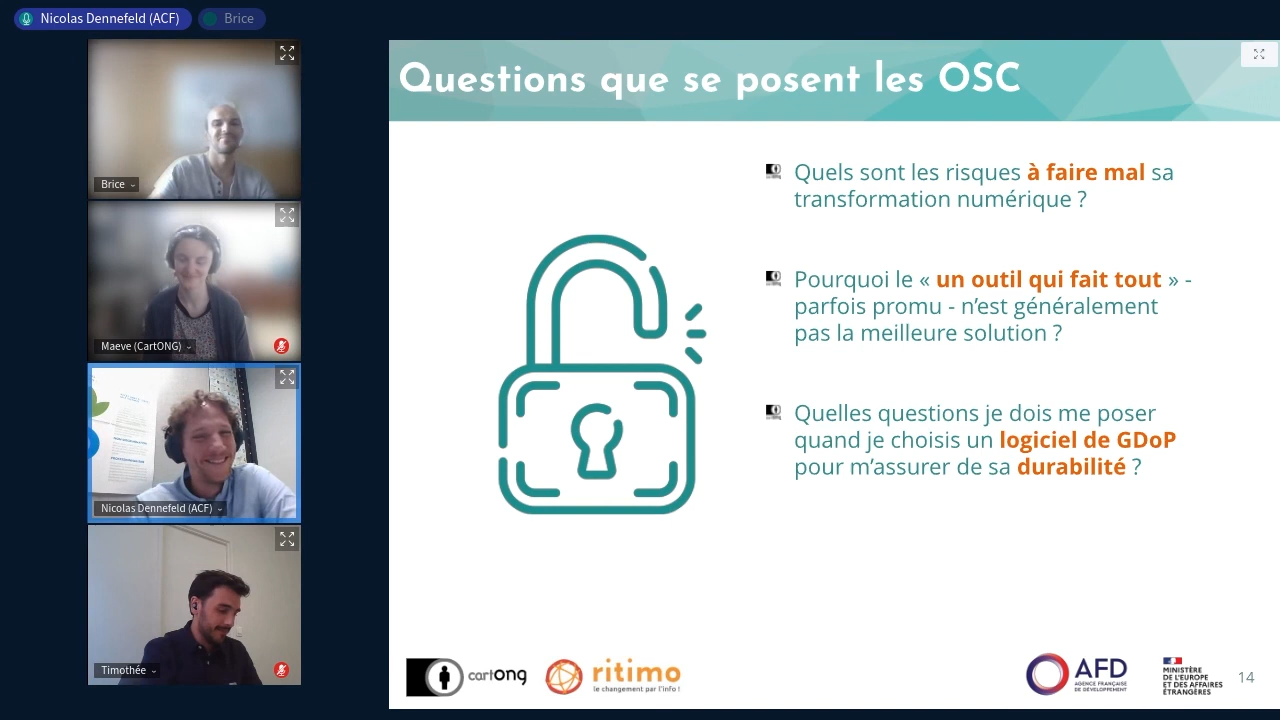 Nicolas Dennefeld (ACF)
Brice
Brice
Maeve (CartONG)
Nicolas Dennefeld (ACF)
Timothée
Questions que se posent les OSC
Quels sont les risques à faire mal sa
transformation numérique ?
Pourquoi le « un outil qui fait tout » -
parfois promu - n’est généralement
pas la meilleure solution ?
Quelles questions je dois me poser
quand je choisis un logiciel de GDoP
pour m’assurer de sa durabilité ?
cartONG
ritimo
le changement par l'info !
AFD
AGENCE FRANÇAISE
DE DÉVELOPPEMENT
MINISTÈRE
DE L'EUROPE
ET DES AFFAIRES
ÉTRANGÈRES
14